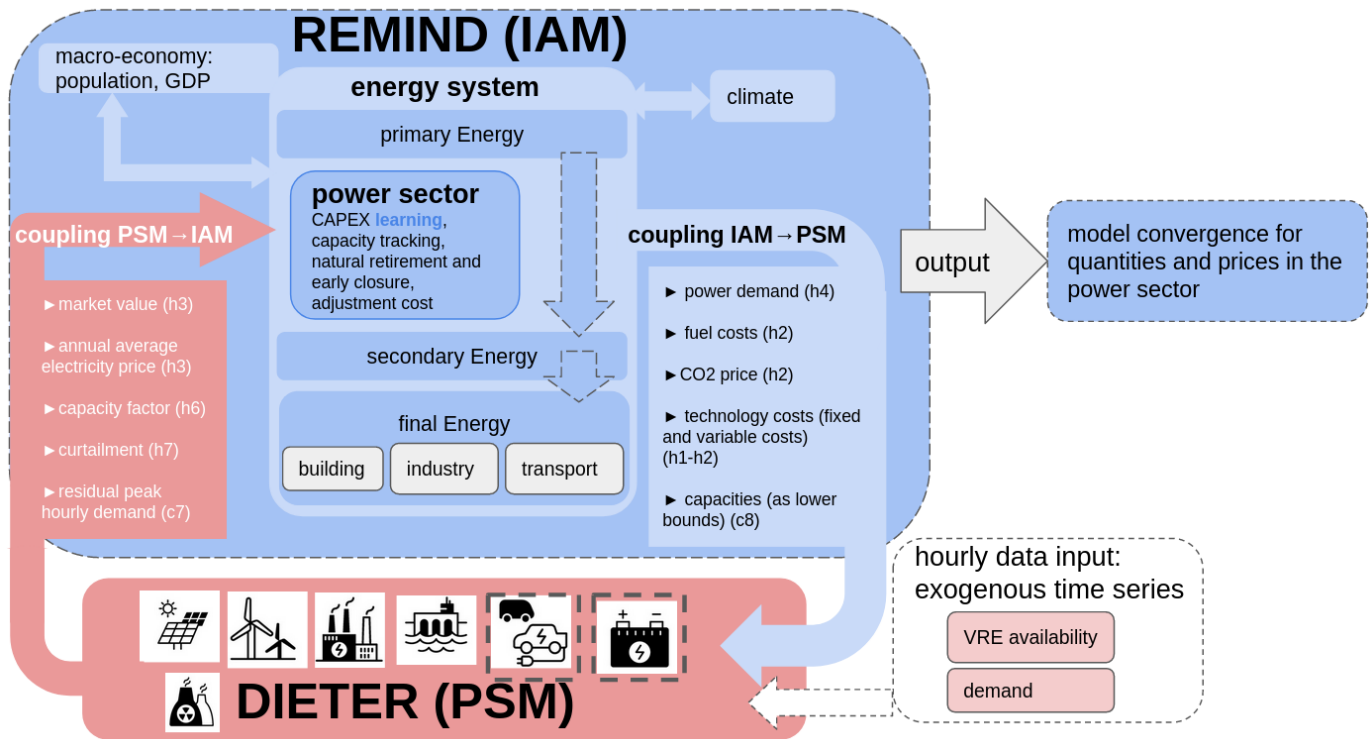 REMIND (IAM)
macro-economy:
population, GDP
energy system
climate
primary Energy
power sector
CAPEX learning,
capacity tracking,
natural retirement and
early closure,
adjustment cost
secondary Energy
final Energy
building
industry
transport
coupling PSM→IAM
►market value (h3)
►annual average
electricity price (h3)
►capacity factor (h6)
►curtailment (h7)
►residual peak
hourly demand (c7)
coupling IAM→PSM
► power demand (h4)
► fuel costs (h2)
►CO2 price (h2)
► technology costs (fixed
and variable costs)
(h1-h2)
► capacities (as lower
bounds) (c8)
output
model convergence for
quantities and prices in the
power sector
hourly data input:
exogenous time series
VRE availability
demand
+ −
DIETER (PSM)